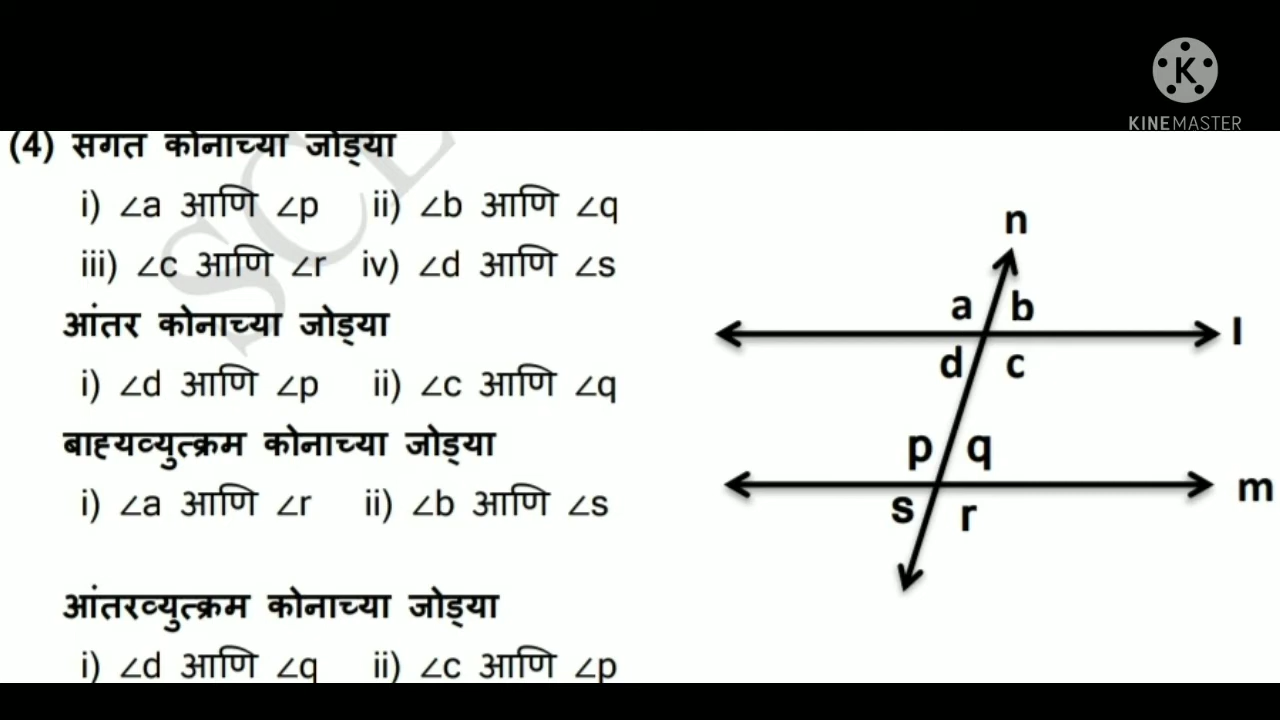 KINEMASTER
(4) सगत कोनाच्या जोड्या
i) ∠a आणि ∠p ii) ∠b आणि ∠q
iii) ∠c आणि ∠r iv) ∠d आणि ∠s
आंतर कोनाच्या जोड्या
i) ∠d आणि ∠p ii) ∠c आणि ∠q
बाह्यव्युत्क्रम कोनाच्या जोड्या
i) ∠a आणि ∠r ii) ∠b आणि ∠s
आंतरव्युत्क्रम कोनाच्या जोड्या
i) ∠d आणि ∠q ii) ∠c आणि ∠p
n
a b
l
d c
p q
m
s r